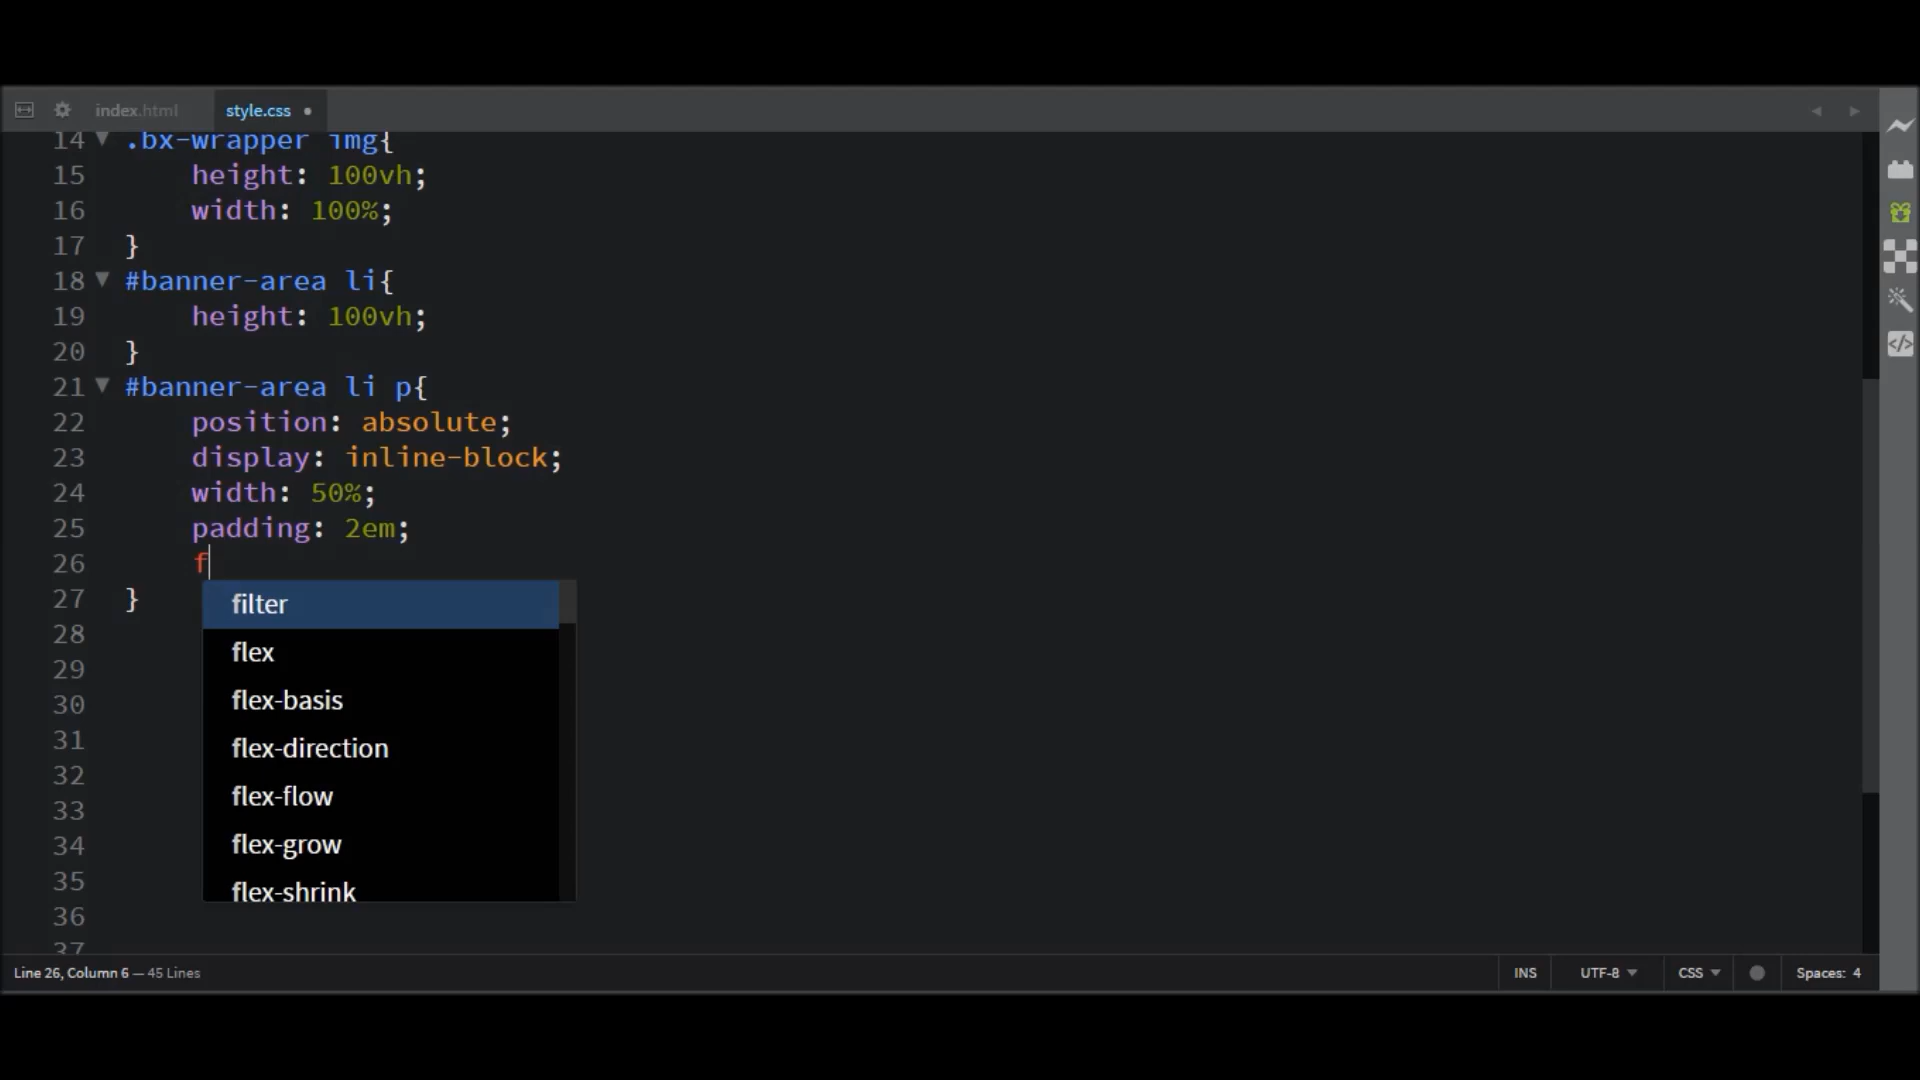 index.html style.css
14 .bx-wrapper img{
15 height: 100vh;
16 width: 100%;
17 }
18 #banner-area li{
19 height: 100vh;
20 }
21 #banner-area li p{
22 position: absolute;
23 display: inline-block;
24 width: 50%;
25 padding: 2em;
26 f
27 }
filter
28
flex
29
30
flex-basis
31
flex-direction
32
flex-flow
33
34
flex-grow
35
flex-shrink
36
37
Line 26, Column 6 — 45 Lines INS UTF-8 CSS Spaces: 4